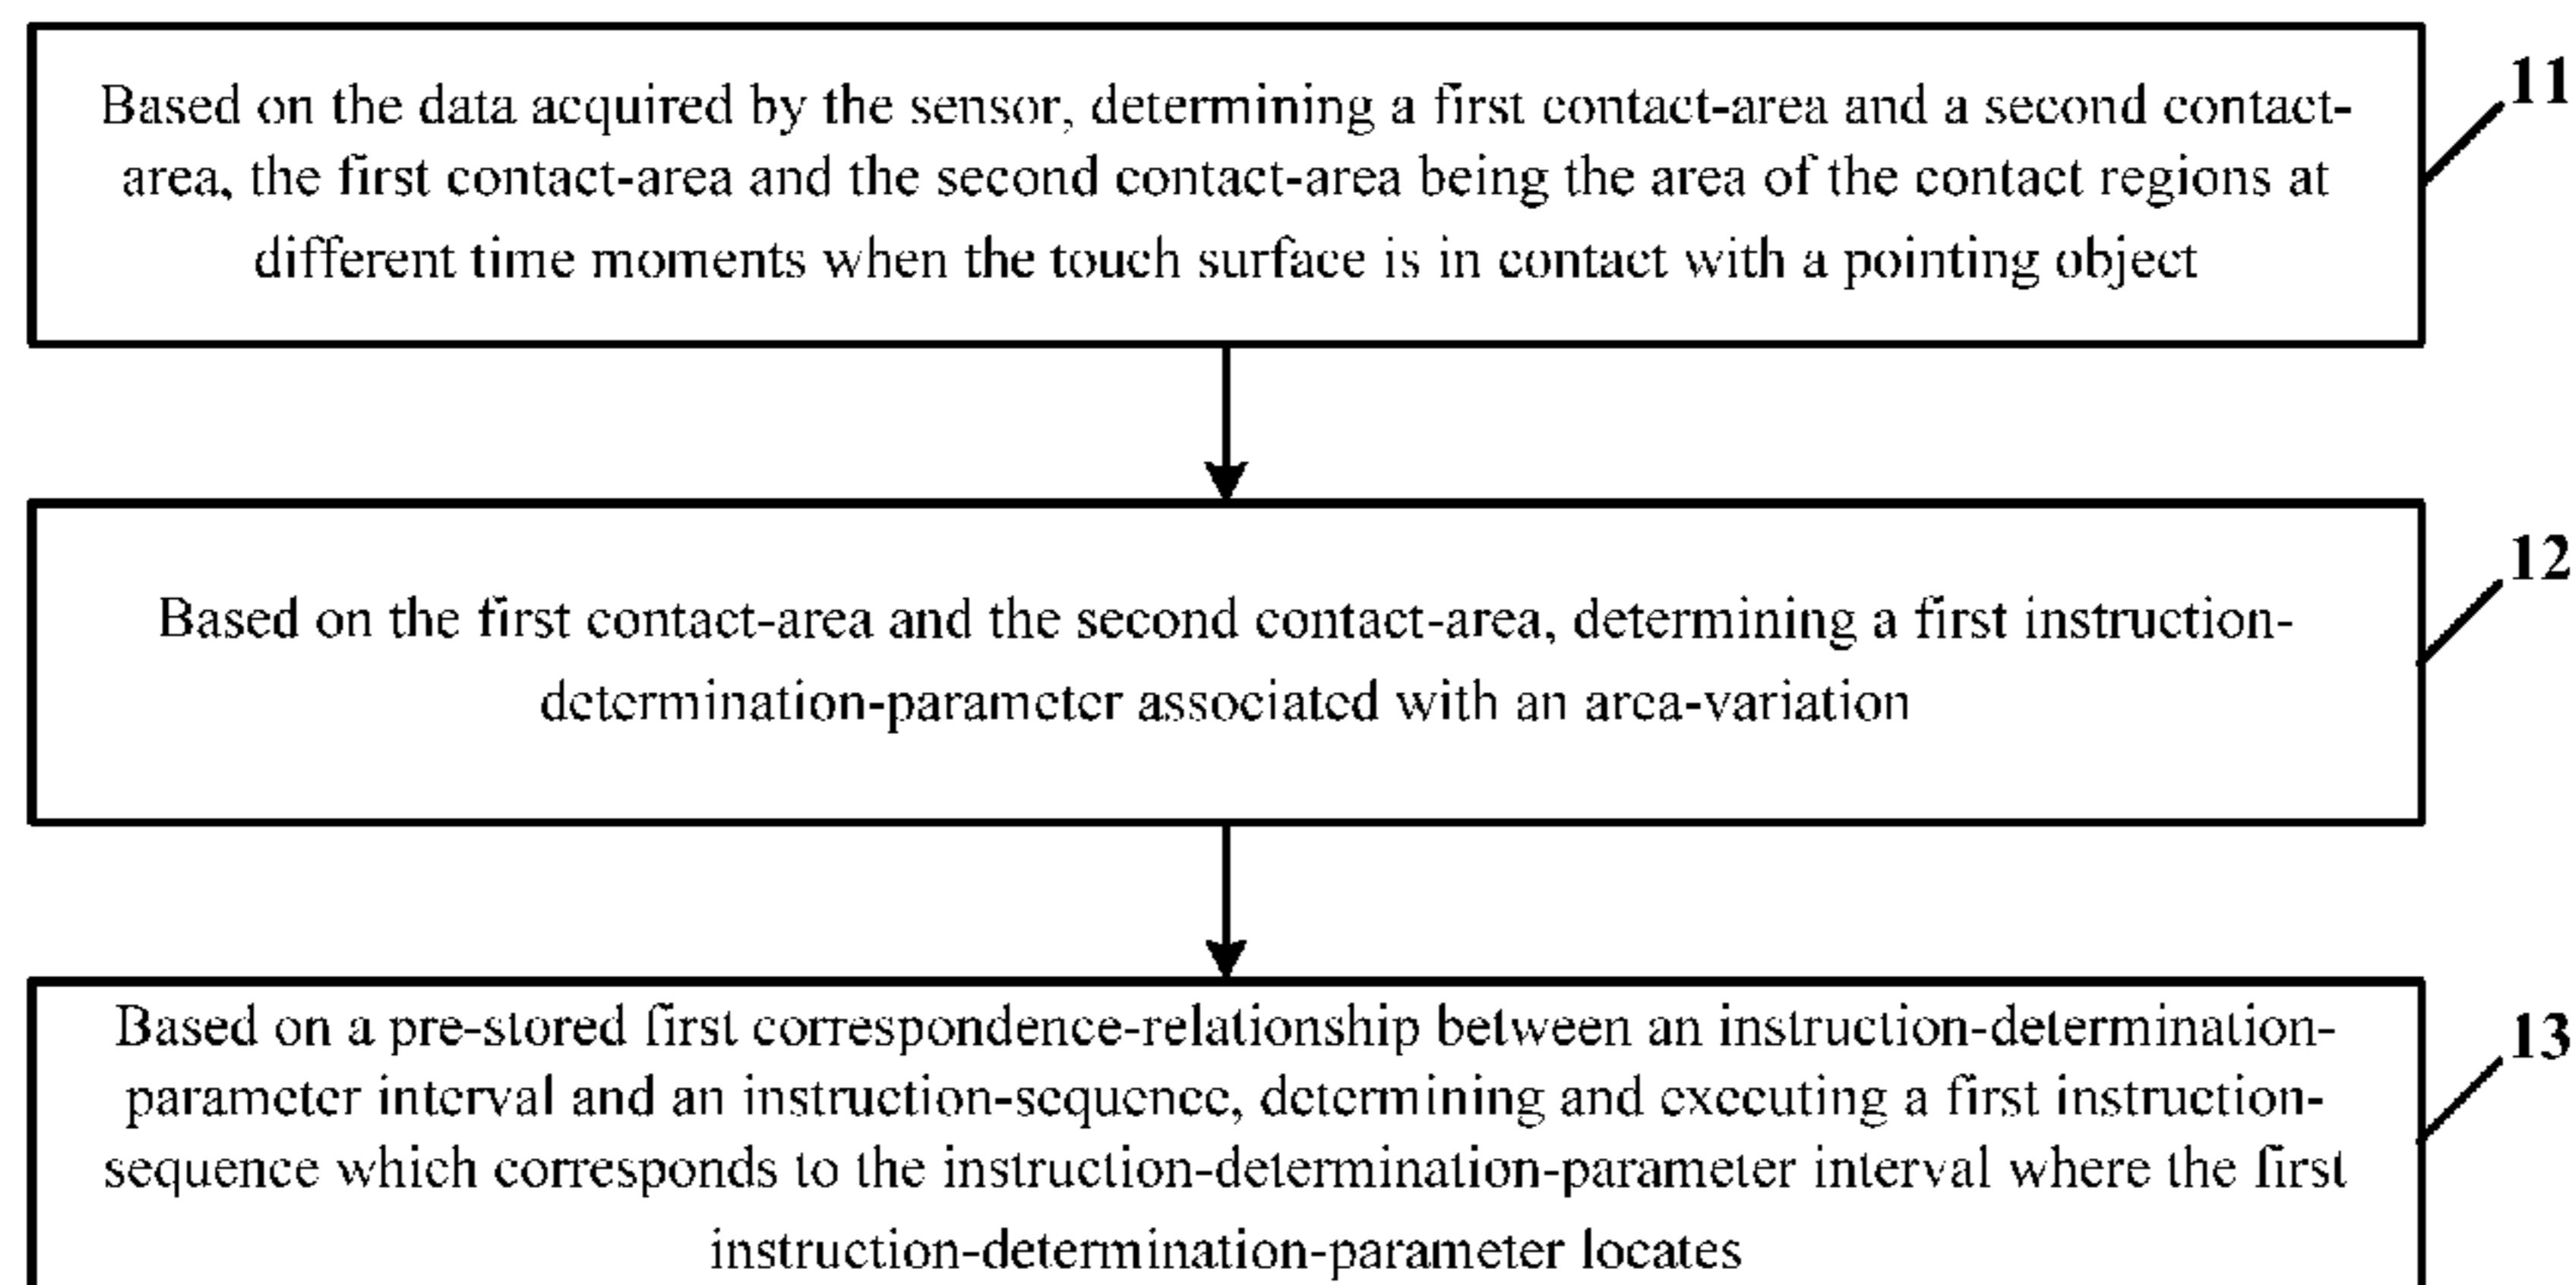 Based on the data acquired by the sensor, determining a first contact-area and a second contact-
area, the first contact-area and the second contact-area being the area of the contact regions at
different time moments when the touch surface is in contact with a pointing object
11
Based on the first contact-area and the second contact-area, determining a first instruction-
determination-parameter associated with an area-variation
12
Based on a pre-stored first correspondence-relationship between an instruction-determination-
parameter interval and an instruction-sequence, determining and executing a first instruction-
sequence which corresponds to the instruction-determination-parameter interval where the first
instruction-determination-parameter locates
13